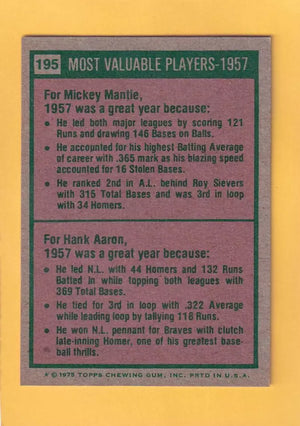 195 MOST VALUABLE PLAYERS-1957
For Mickey Mantle,
1957 was a great year because:
● He led both major leagues by scoring 121
Runs and drawing 146 Bases on Balls.
● He accounted for his highest Batting Average
of career with .365 mark as his blazing speed
accounted for 16 Stolen Bases.
● He ranked 2nd in A.L. behind Roy Sievers
with 315 Total Bases and was 3rd in loop
with 34 Homers.
For Hank Aaron,
1957 was a great year because:
● He led N.L. with 44 Homers and 132 Runs
Batted In while topping both leagues with
369 Total Bases.
● He tied for 3rd in loop with .322 Average
while leading loop by tallying 118 Runs.
● He won N.L. pennant for Braves with clutch
late-inning Homer, one of his greatest base-
ball thrills.
★ © 1975 TOPPS CHEWING GUM, INC. PRTD IN U.S.A.